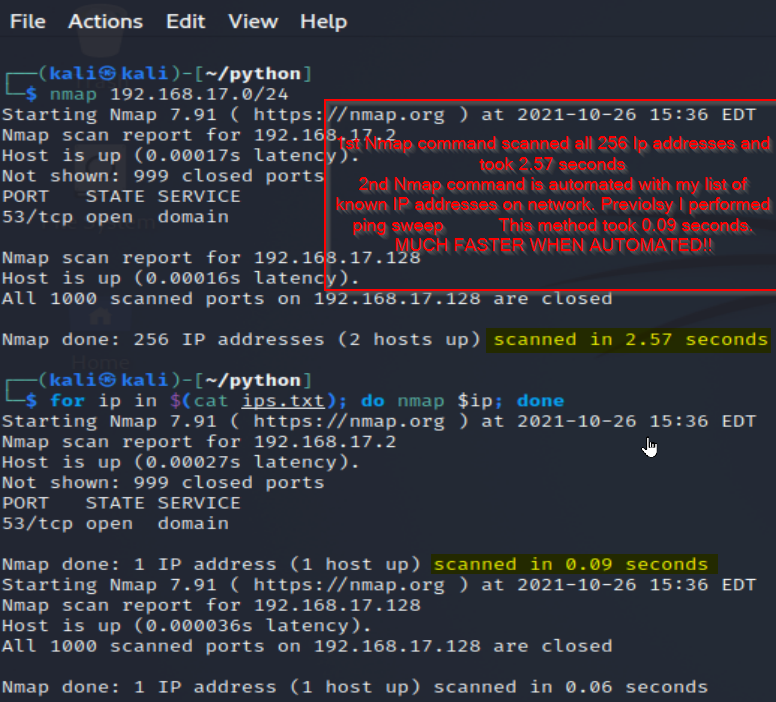 File Actions Edit View Help
┌──(kali㉿kali)-[~/python]
└─$ nmap 192.168.17.0/24
Starting Nmap 7.91 ( https://nmap.org ) at 2021-10-26 15:36 EDT
Nmap scan report for 192.168.17.2
Host is up (0.00017s latency).
Not shown: 999 closed ports
PORT   STATE SERVICE
53/tcp open  domain
1st Nmap command scanned all 256 Ip addresses and
took 2.57 seconds
2nd Nmap command is automated with my list of
known IP addresses on network. Previolsy I performed
ping sweep This method took 0.09 seconds.
MUCH FASTER WHEN AUTOMATED!!
Nmap scan report for 192.168.17.128
Host is up (0.00016s latency).
All 1000 scanned ports on 192.168.17.128 are closed
Nmap done: 256 IP addresses (2 hosts up) scanned in 2.57 seconds
Home
┌──(kali㉿kali)-[~/python]
└─$ for ip in $(cat ips.txt); do nmap $ip; done
Starting Nmap 7.91 ( https://nmap.org ) at 2021-10-26 15:36 EDT
Nmap scan report for 192.168.17.2
Host is up (0.00027s latency).
Not shown: 999 closed ports
PORT   STATE SERVICE
53/tcp open  domain
Nmap done: 1 IP address (1 host up) scanned in 0.09 seconds
Starting Nmap 7.91 ( https://nmap.org ) at 2021-10-26 15:36 EDT
Nmap scan report for 192.168.17.128
Host is up (0.000036s latency).
All 1000 scanned ports on 192.168.17.128 are closed
Nmap done: 1 IP address (1 host up) scanned in 0.06 seconds